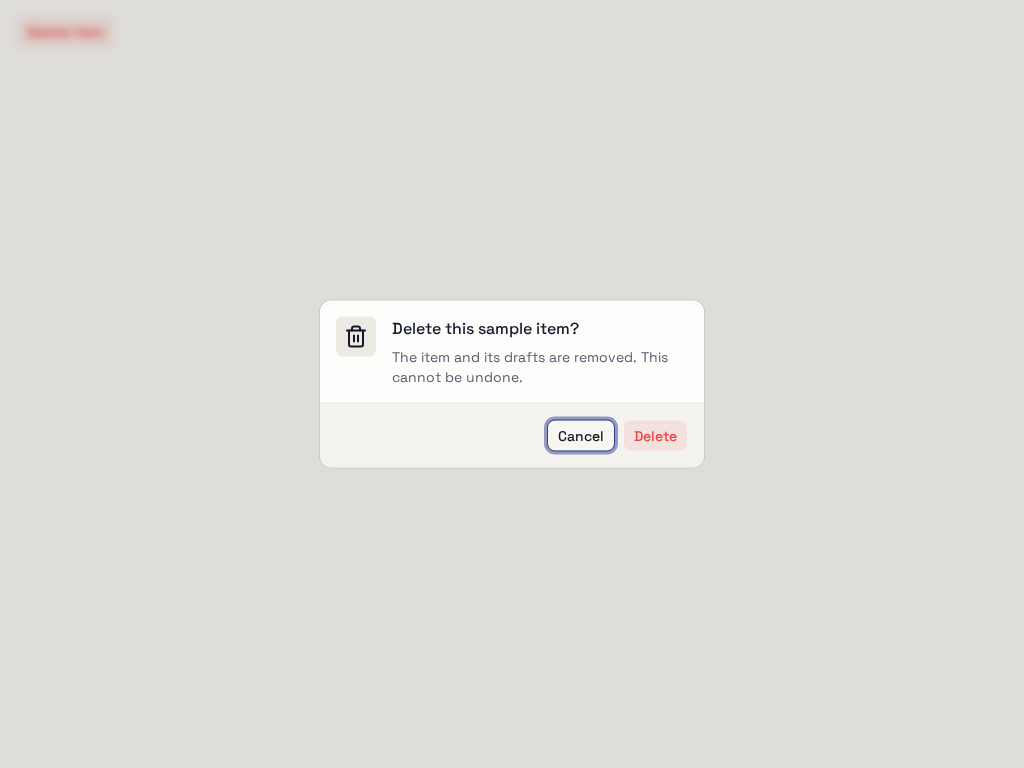 Delete this sample item?
The item and its drafts are removed. This
cannot be undone.
Cancel
Delete